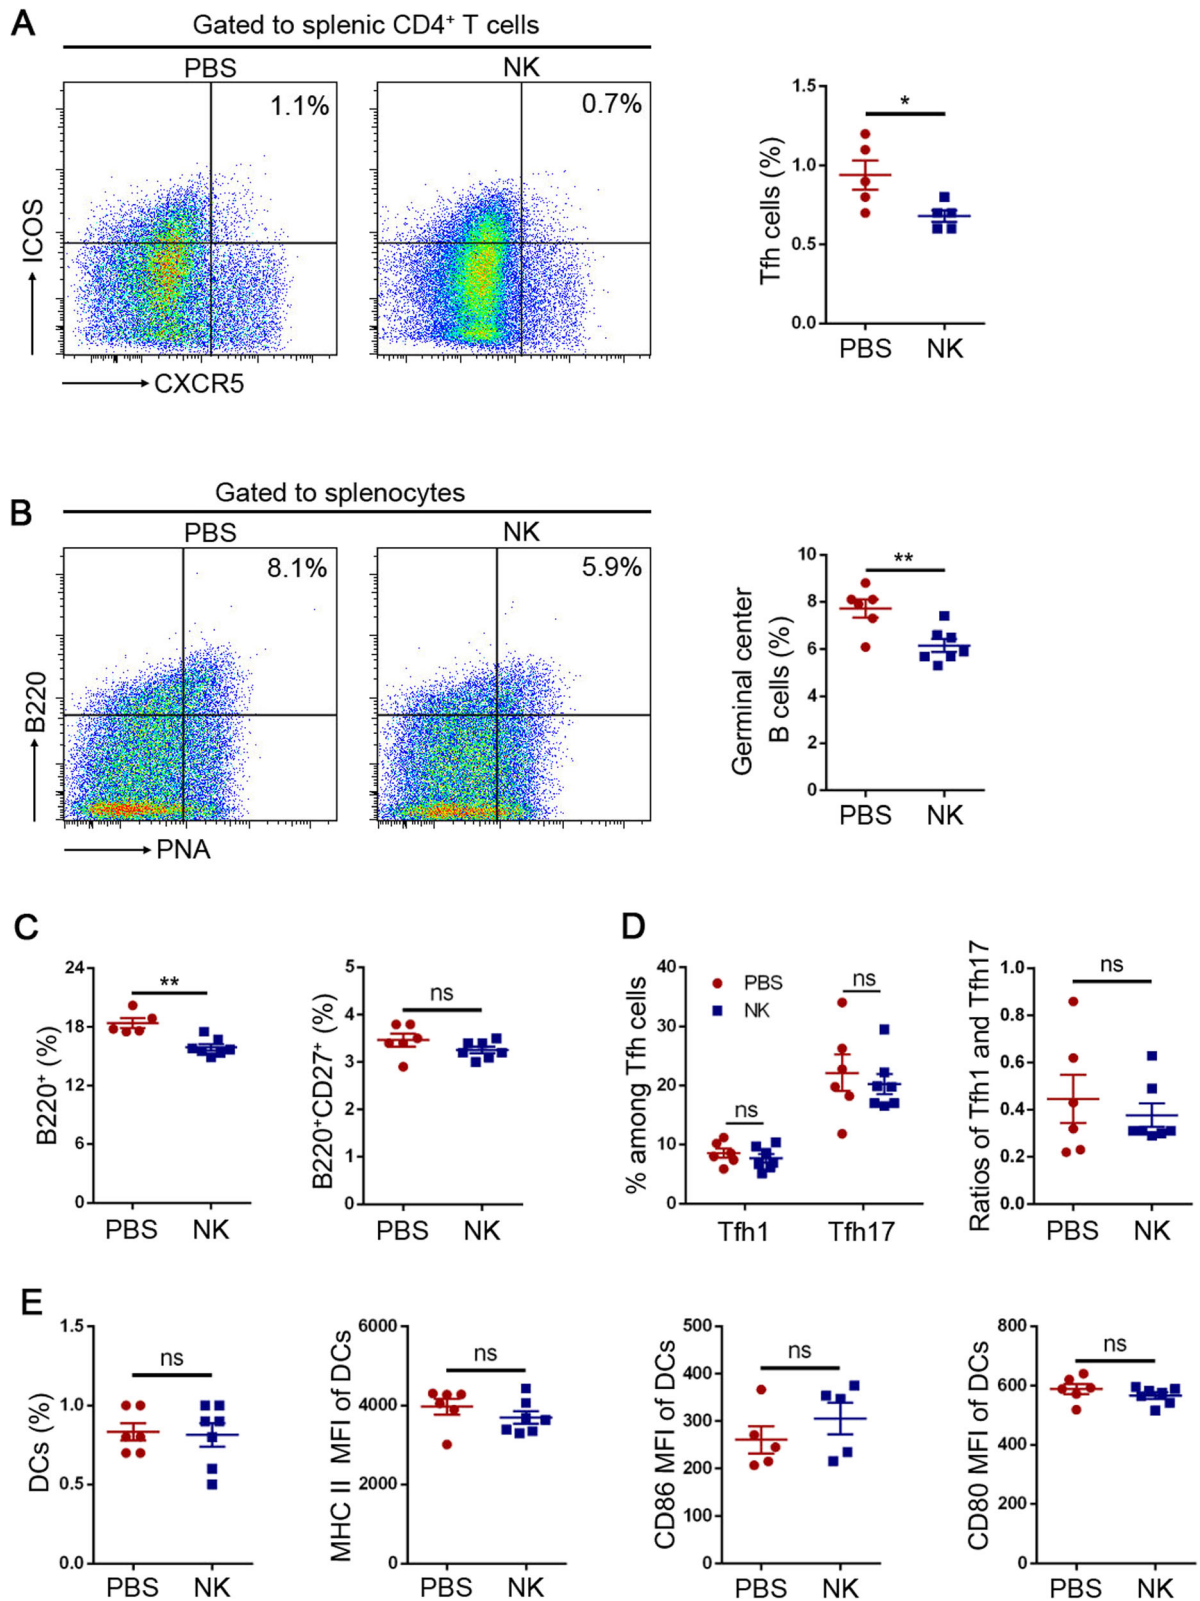 A
Gated to splenic CD4⁺ T cells
PBS
NK
1.1%
0.7%
ICOS
CXCR5
Tfh cells (%)
1.5
1.0
0.5
0.0
*
PBS NK
B
Gated to splenocytes
PBS
NK
8.1%
5.9%
B220
PNA
Germinal center
B cells (%)
10
8
6
4
2
0
**
PBS NK
C
B220⁺ (%)
24
18
12
6
0
**
PBS NK
B220⁺CD27⁺ (%)
5
4
3
2
1
0
ns
PBS NK
D
% among Tfh cells
40
30
20
10
0
PBS
NK
ns
ns
Tfh1 Tfh17
Ratios of Tfh1 and Tfh17
1.0
0.8
0.6
0.4
0.2
0.0
ns
PBS NK
E
DCs (%)
1.5
1.0
0.5
0.0
ns
PBS NK
MHC II MFI of DCs
6000
4000
2000
0
ns
PBS NK
CD86 MFI of DCs
500
400
300
200
100
0
ns
PBS NK
CD80 MFI of DCs
800
600
400
200
0
ns
PBS NK